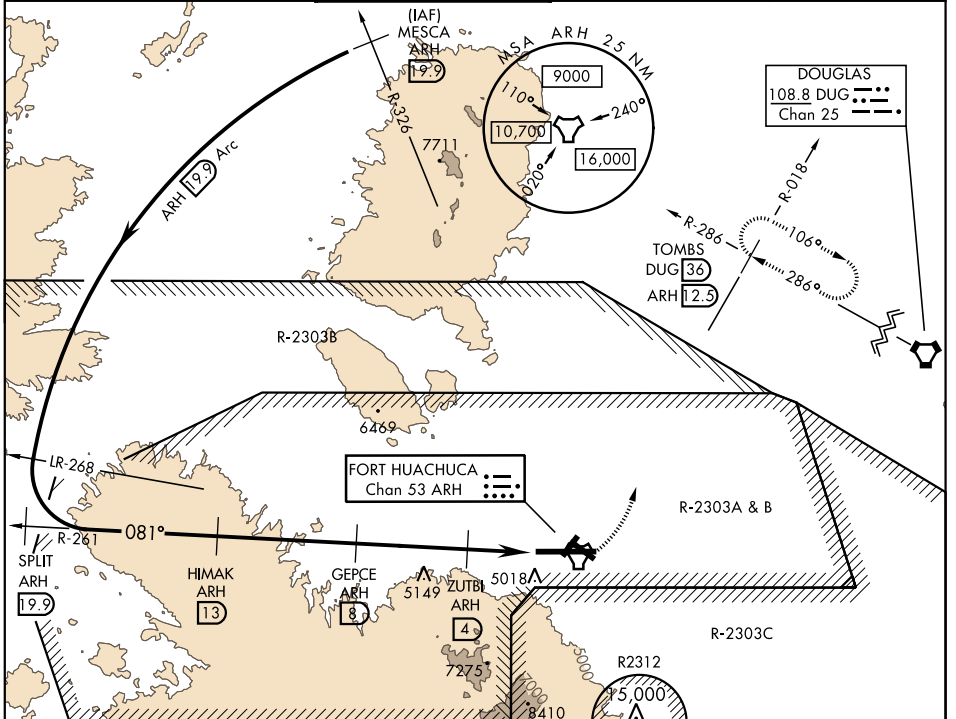 (IAF)
MESCA
ARH
19.9
R-326
7711
ARH 19.9 Arc
MSA ARH 25 NM
9000
110°
10,700
240°
16,000
020°
DOUGLAS
108.8 DUG
Chan 25
R-018
106°
286°
R-286
TOMBS
DUG 36
ARH 12.5
R-2303B
6469
LR-268
FORT HUACHUCA
Chan 53 ARH
R-2303A & B
081°
R-261
SPLIT
ARH
19.9
HIMAK
ARH
13
GEPCE
ARH
8
5149
ZUTBI
ARH
4
5018
7275
R-2303C
R2312
15,000
5000
7000
8410